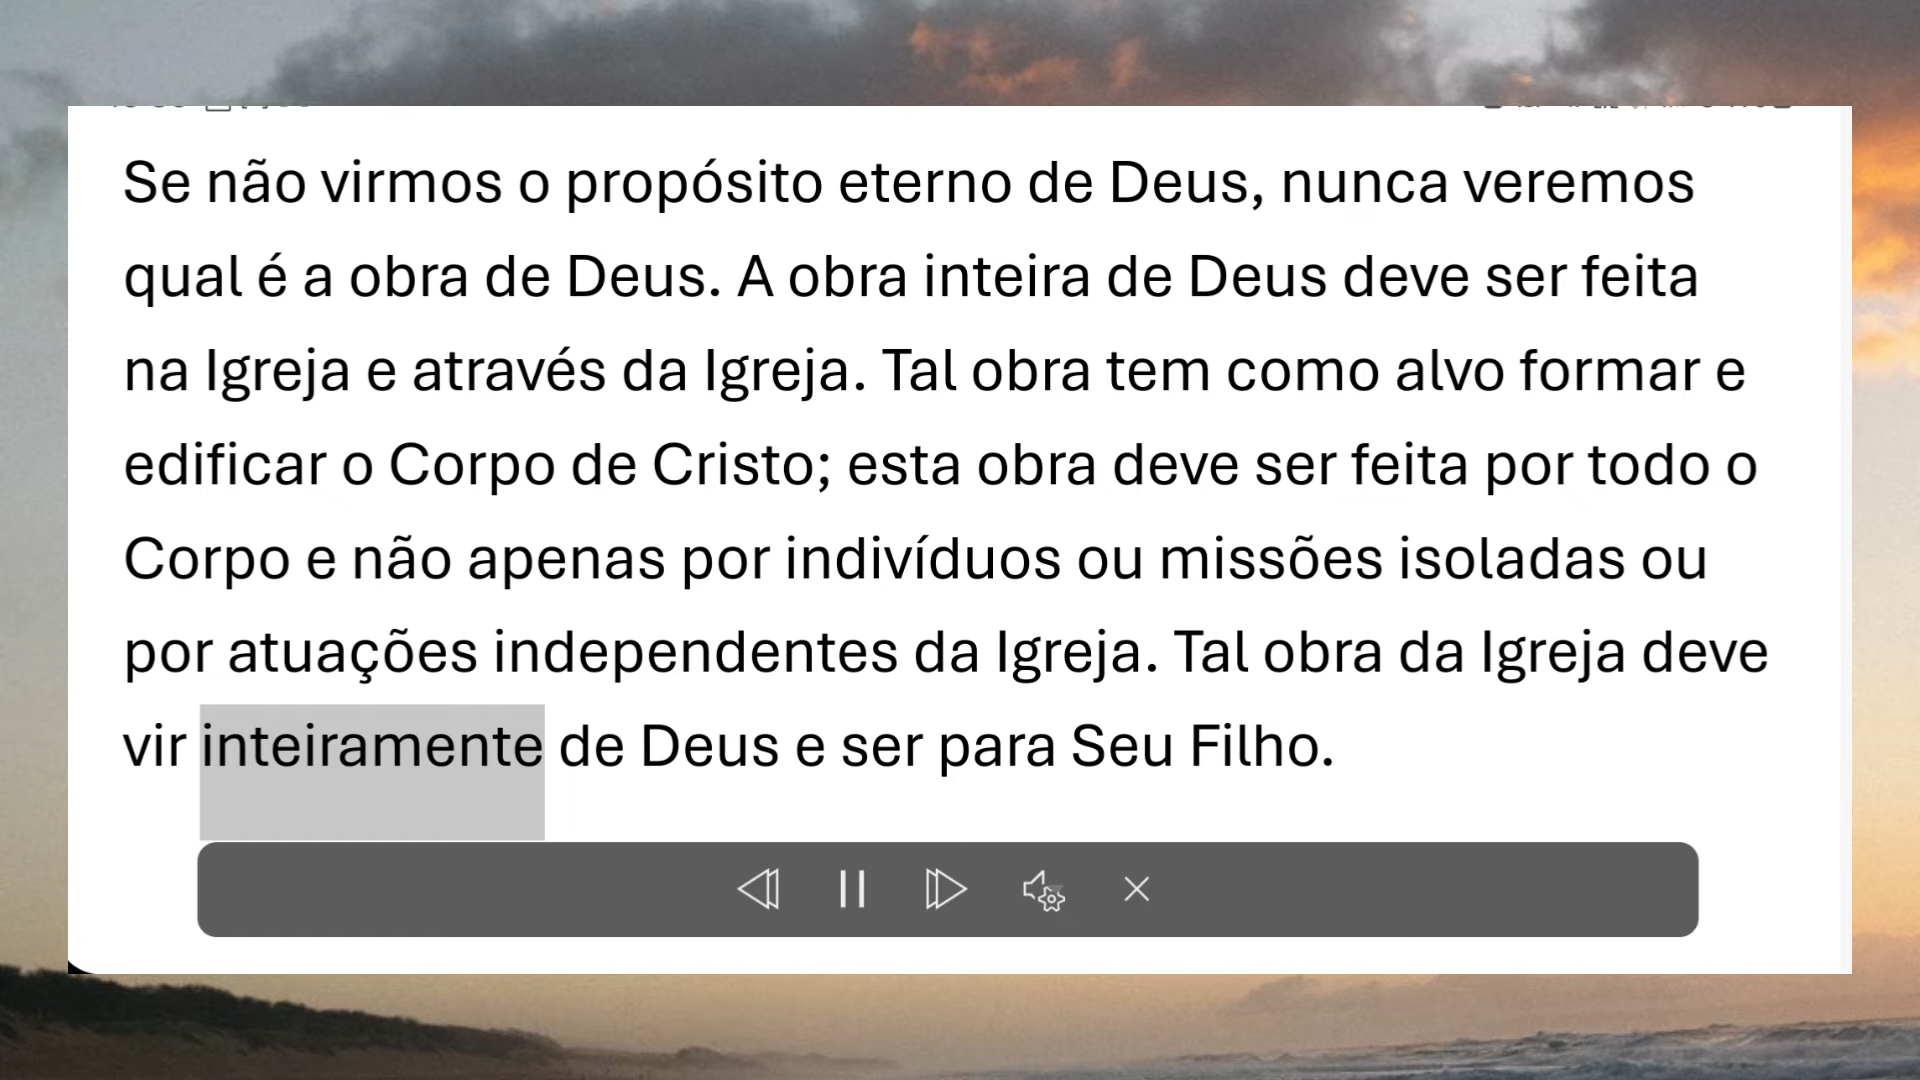 Se não virmos o propósito eterno de Deus, nunca veremos
qual é a obra de Deus. A obra inteira de Deus deve ser feita
na Igreja e através da Igreja. Tal obra tem como alvo formar e
edificar o Corpo de Cristo; esta obra deve ser feita por todo o
Corpo e não apenas por indivíduos ou missões isoladas ou
por atuações independentes da Igreja. Tal obra da Igreja deve
vir inteiramente de Deus e ser para Seu Filho.